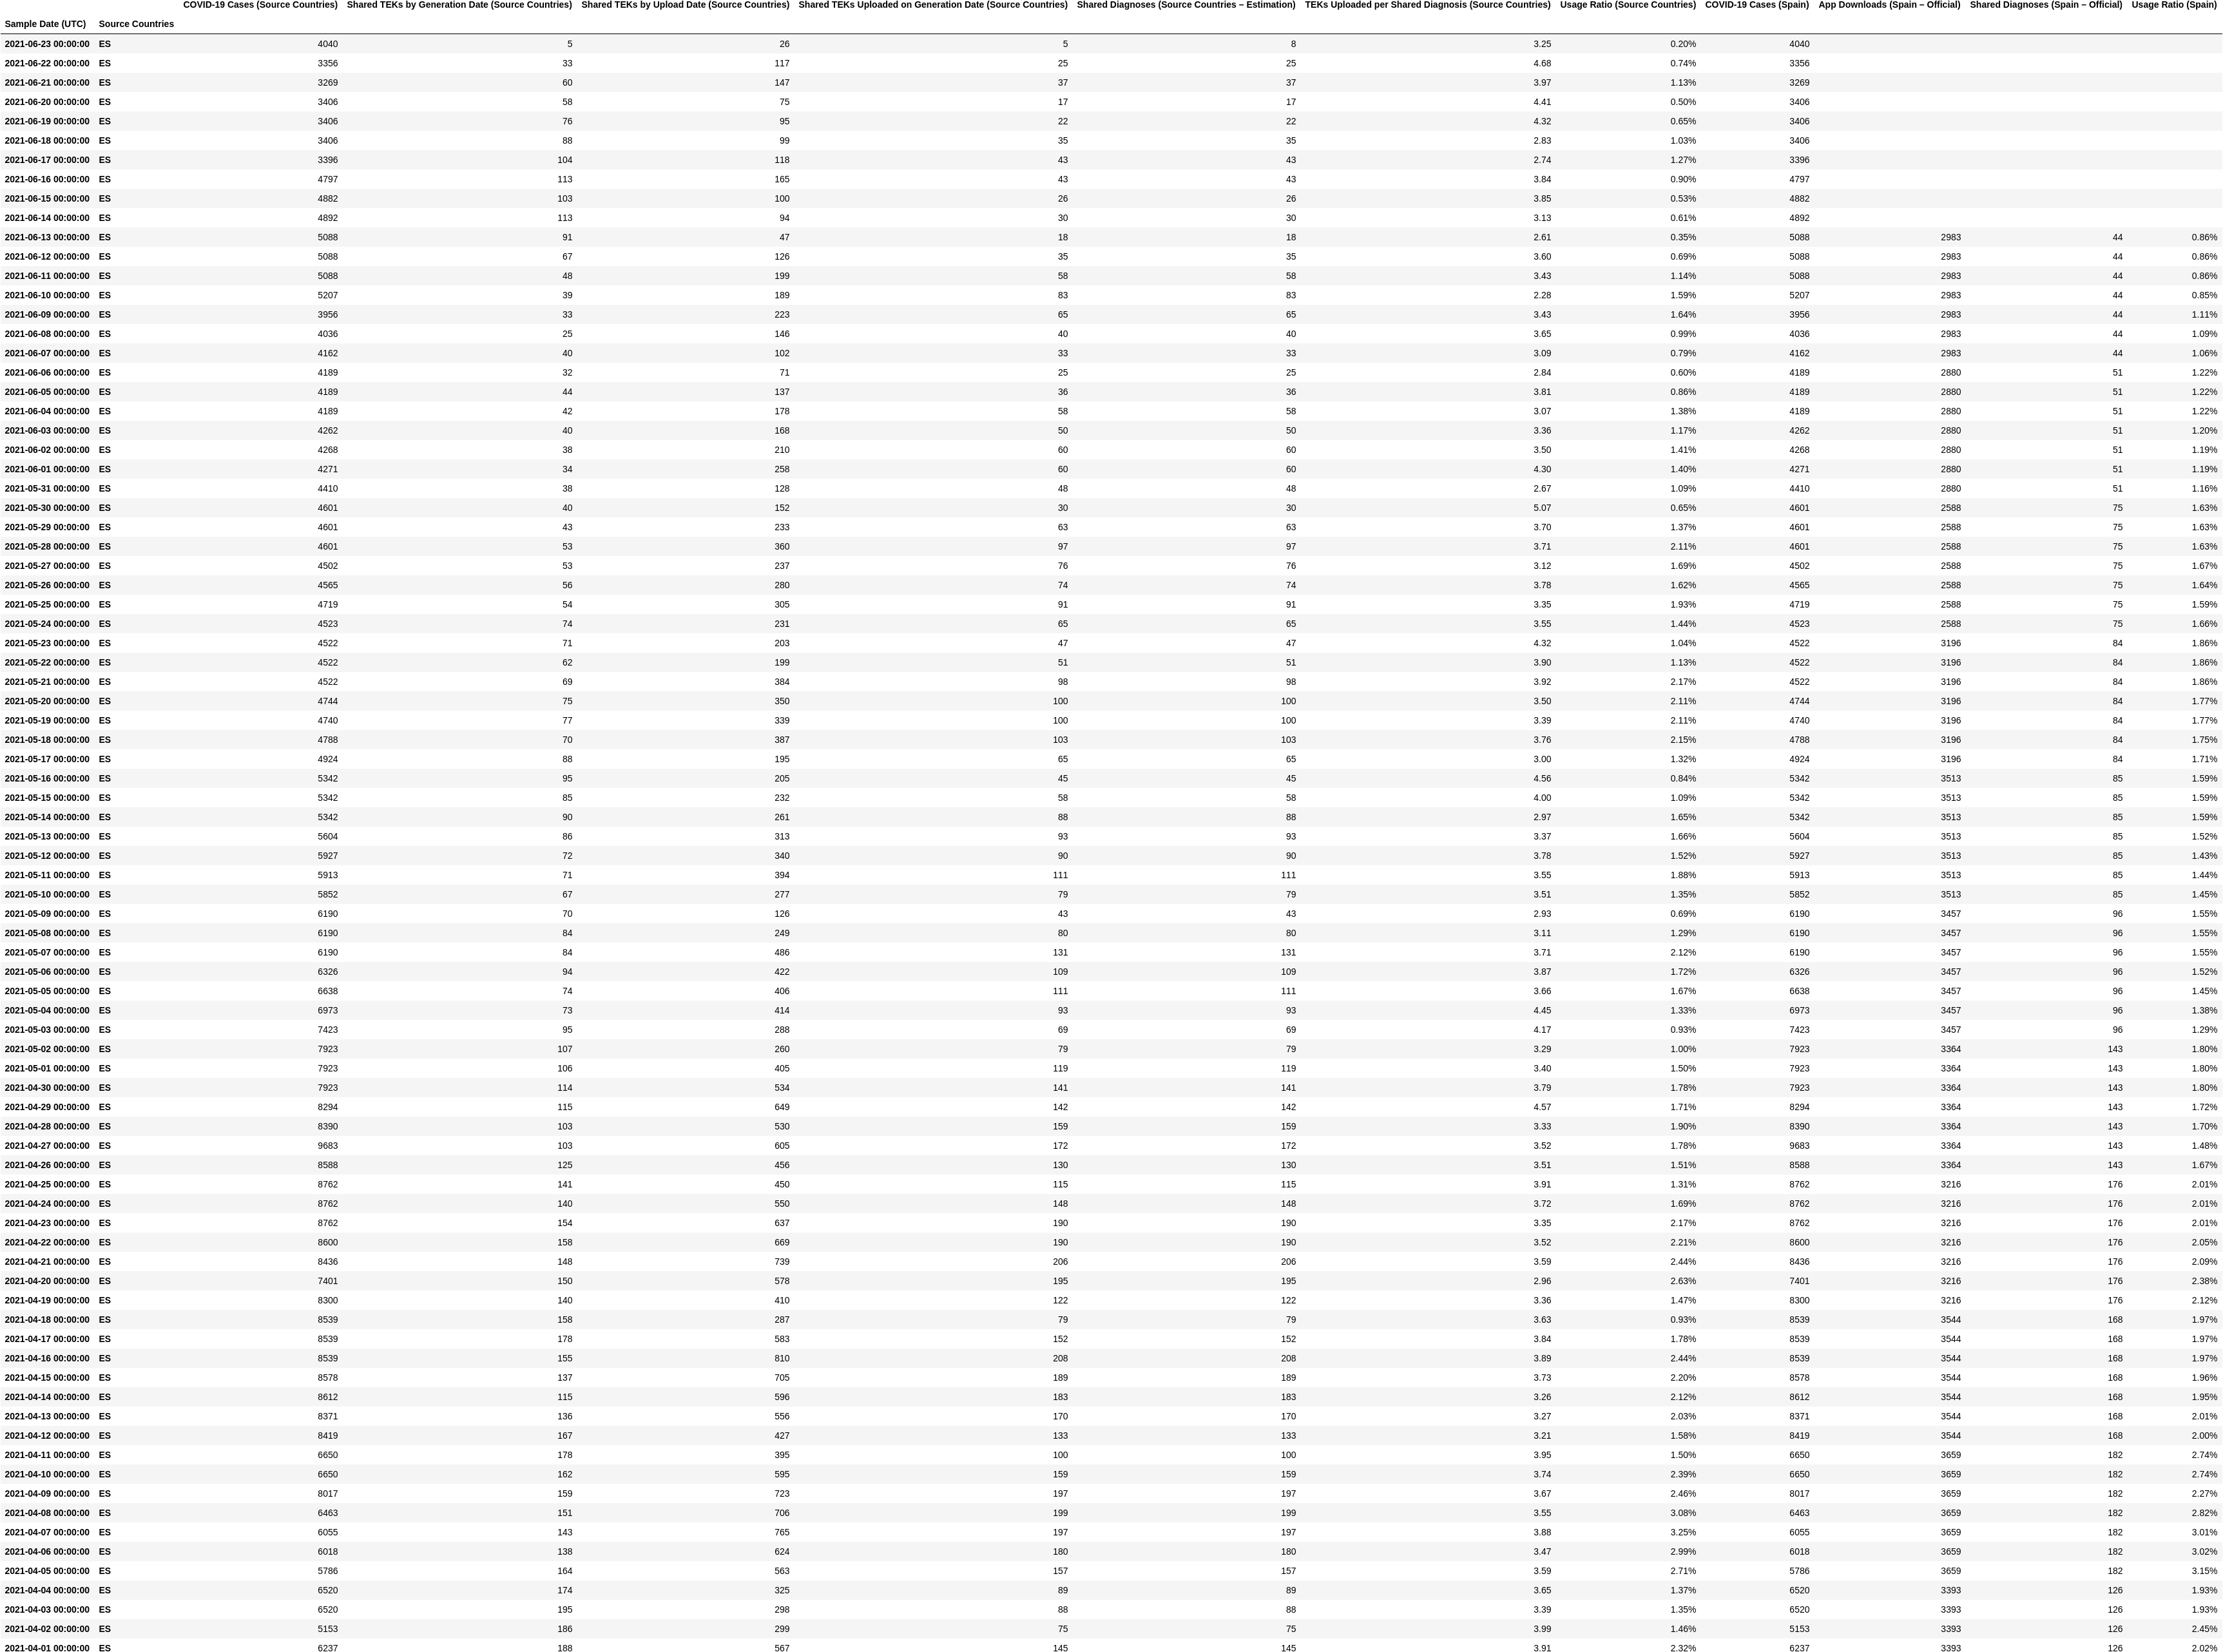 COVID-19 Cases (Source Countries) Shared TEKs by Generation Date (Source Countries) Shared TEKs by Upload Date (Source Countries) Shared TEKs Uploaded on Generation Date (Source Countries) Shared Diagnoses (Source Countries – Estimation) TEKs Uploaded per Shared Diagnosis (Source Countries) Usage Ratio (Source Countries) COVID-19 Cases (Spain) App Downloads (Spain – Official) Shared Diagnoses (Spain – Official) Usage Ratio (Spain)
Sample Date (UTC) Source Countries
2021-06-23 00:00:00 ES 4040 5 26 5 8 3.25 0.20% 4040
2021-06-22 00:00:00 ES 3356 33 117 25 25 4.68 0.74% 3356
2021-06-21 00:00:00 ES 3269 60 147 37 37 3.97 1.13% 3269
2021-06-20 00:00:00 ES 3406 58 75 17 17 4.41 0.50% 3406
2021-06-19 00:00:00 ES 3406 76 95 22 22 4.32 0.65% 3406
2021-06-18 00:00:00 ES 3406 88 99 35 35 2.83 1.03% 3406
2021-06-17 00:00:00 ES 3396 104 118 43 43 2.74 1.27% 3396
2021-06-16 00:00:00 ES 4797 113 165 43 43 3.84 0.90% 4797
2021-06-15 00:00:00 ES 4882 103 100 26 26 3.85 0.53% 4882
2021-06-14 00:00:00 ES 4892 113 94 30 30 3.13 0.61% 4892
2021-06-13 00:00:00 ES 5088 91 47 18 18 2.61 0.35% 5088 2983 44 0.86%
2021-06-12 00:00:00 ES 5088 67 126 35 35 3.60 0.69% 5088 2983 44 0.86%
2021-06-11 00:00:00 ES 5088 48 199 58 58 3.43 1.14% 5088 2983 44 0.86%
2021-06-10 00:00:00 ES 5207 39 189 83 83 2.28 1.59% 5207 2983 44 0.85%
2021-06-09 00:00:00 ES 3956 33 223 65 65 3.43 1.64% 3956 2983 44 1.11%
2021-06-08 00:00:00 ES 4036 25 146 40 40 3.65 0.99% 4036 2983 44 1.09%
2021-06-07 00:00:00 ES 4162 40 102 33 33 3.09 0.79% 4162 2983 44 1.06%
2021-06-06 00:00:00 ES 4189 32 71 25 25 2.84 0.60% 4189 2880 51 1.22%
2021-06-05 00:00:00 ES 4189 44 137 36 36 3.81 0.86% 4189 2880 51 1.22%
2021-06-04 00:00:00 ES 4189 42 178 58 58 3.07 1.38% 4189 2880 51 1.22%
2021-06-03 00:00:00 ES 4262 40 168 50 50 3.36 1.17% 4262 2880 51 1.20%
2021-06-02 00:00:00 ES 4268 38 210 60 60 3.50 1.41% 4268 2880 51 1.19%
2021-06-01 00:00:00 ES 4271 34 258 60 60 4.30 1.40% 4271 2880 51 1.19%
2021-05-31 00:00:00 ES 4410 38 128 48 48 2.67 1.09% 4410 2880 51 1.16%
2021-05-30 00:00:00 ES 4601 40 152 30 30 5.07 0.65% 4601 2588 75 1.63%
2021-05-29 00:00:00 ES 4601 43 233 63 63 3.70 1.37% 4601 2588 75 1.63%
2021-05-28 00:00:00 ES 4601 53 360 97 97 3.71 2.11% 4601 2588 75 1.63%
2021-05-27 00:00:00 ES 4502 53 237 76 76 3.12 1.69% 4502 2588 75 1.67%
2021-05-26 00:00:00 ES 4565 56 280 74 74 3.78 1.62% 4565 2588 75 1.64%
2021-05-25 00:00:00 ES 4719 54 305 91 91 3.35 1.93% 4719 2588 75 1.59%
2021-05-24 00:00:00 ES 4523 74 231 65 65 3.55 1.44% 4523 2588 75 1.66%
2021-05-23 00:00:00 ES 4522 71 203 47 47 4.32 1.04% 4522 3196 84 1.86%
2021-05-22 00:00:00 ES 4522 62 199 51 51 3.90 1.13% 4522 3196 84 1.86%
2021-05-21 00:00:00 ES 4522 69 384 98 98 3.92 2.17% 4522 3196 84 1.86%
2021-05-20 00:00:00 ES 4744 75 350 100 100 3.50 2.11% 4744 3196 84 1.77%
2021-05-19 00:00:00 ES 4740 77 339 100 100 3.39 2.11% 4740 3196 84 1.77%
2021-05-18 00:00:00 ES 4788 70 387 103 103 3.76 2.15% 4788 3196 84 1.75%
2021-05-17 00:00:00 ES 4924 88 195 65 65 3.00 1.32% 4924 3196 84 1.71%
2021-05-16 00:00:00 ES 5342 95 205 45 45 4.56 0.84% 5342 3513 85 1.59%
2021-05-15 00:00:00 ES 5342 85 232 58 58 4.00 1.09% 5342 3513 85 1.59%
2021-05-14 00:00:00 ES 5342 90 261 88 88 2.97 1.65% 5342 3513 85 1.59%
2021-05-13 00:00:00 ES 5604 86 313 93 93 3.37 1.66% 5604 3513 85 1.52%
2021-05-12 00:00:00 ES 5927 72 340 90 90 3.78 1.52% 5927 3513 85 1.43%
2021-05-11 00:00:00 ES 5913 71 394 111 111 3.55 1.88% 5913 3513 85 1.44%
2021-05-10 00:00:00 ES 5852 67 277 79 79 3.51 1.35% 5852 3513 85 1.45%
2021-05-09 00:00:00 ES 6190 70 126 43 43 2.93 0.69% 6190 3457 96 1.55%
2021-05-08 00:00:00 ES 6190 84 249 80 80 3.11 1.29% 6190 3457 96 1.55%
2021-05-07 00:00:00 ES 6190 84 486 131 131 3.71 2.12% 6190 3457 96 1.55%
2021-05-06 00:00:00 ES 6326 94 422 109 109 3.87 1.72% 6326 3457 96 1.52%
2021-05-05 00:00:00 ES 6638 74 406 111 111 3.66 1.67% 6638 3457 96 1.45%
2021-05-04 00:00:00 ES 6973 73 414 93 93 4.45 1.33% 6973 3457 96 1.38%
2021-05-03 00:00:00 ES 7423 95 288 69 69 4.17 0.93% 7423 3457 96 1.29%
2021-05-02 00:00:00 ES 7923 107 260 79 79 3.29 1.00% 7923 3364 143 1.80%
2021-05-01 00:00:00 ES 7923 106 405 119 119 3.40 1.50% 7923 3364 143 1.80%
2021-04-30 00:00:00 ES 7923 114 534 141 141 3.79 1.78% 7923 3364 143 1.80%
2021-04-29 00:00:00 ES 8294 115 649 142 142 4.57 1.71% 8294 3364 143 1.72%
2021-04-28 00:00:00 ES 8390 103 530 159 159 3.33 1.90% 8390 3364 143 1.70%
2021-04-27 00:00:00 ES 9683 103 605 172 172 3.52 1.78% 9683 3364 143 1.48%
2021-04-26 00:00:00 ES 8588 125 456 130 130 3.51 1.51% 8588 3364 143 1.67%
2021-04-25 00:00:00 ES 8762 141 450 115 115 3.91 1.31% 8762 3216 176 2.01%
2021-04-24 00:00:00 ES 8762 140 550 148 148 3.72 1.69% 8762 3216 176 2.01%
2021-04-23 00:00:00 ES 8762 154 637 190 190 3.35 2.17% 8762 3216 176 2.01%
2021-04-22 00:00:00 ES 8600 158 669 190 190 3.52 2.21% 8600 3216 176 2.05%
2021-04-21 00:00:00 ES 8436 148 739 206 206 3.59 2.44% 8436 3216 176 2.09%
2021-04-20 00:00:00 ES 7401 150 578 195 195 2.96 2.63% 7401 3216 176 2.38%
2021-04-19 00:00:00 ES 8300 140 410 122 122 3.36 1.47% 8300 3216 176 2.12%
2021-04-18 00:00:00 ES 8539 158 287 79 79 3.63 0.93% 8539 3544 168 1.97%
2021-04-17 00:00:00 ES 8539 178 583 152 152 3.84 1.78% 8539 3544 168 1.97%
2021-04-16 00:00:00 ES 8539 155 810 208 208 3.89 2.44% 8539 3544 168 1.97%
2021-04-15 00:00:00 ES 8578 137 705 189 189 3.73 2.20% 8578 3544 168 1.96%
2021-04-14 00:00:00 ES 8612 115 596 183 183 3.26 2.12% 8612 3544 168 1.95%
2021-04-13 00:00:00 ES 8371 136 556 170 170 3.27 2.03% 8371 3544 168 2.01%
2021-04-12 00:00:00 ES 8419 167 427 133 133 3.21 1.58% 8419 3544 168 2.00%
2021-04-11 00:00:00 ES 6650 178 395 100 100 3.95 1.50% 6650 3659 182 2.74%
2021-04-10 00:00:00 ES 6650 162 595 159 159 3.74 2.39% 6650 3659 182 2.74%
2021-04-09 00:00:00 ES 8017 159 723 197 197 3.67 2.46% 8017 3659 182 2.27%
2021-04-08 00:00:00 ES 6463 151 706 199 199 3.55 3.08% 6463 3659 182 2.82%
2021-04-07 00:00:00 ES 6055 143 765 197 197 3.88 3.25% 6055 3659 182 3.01%
2021-04-06 00:00:00 ES 6018 138 624 180 180 3.47 2.99% 6018 3659 182 3.02%
2021-04-05 00:00:00 ES 5786 164 563 157 157 3.59 2.71% 5786 3659 182 3.15%
2021-04-04 00:00:00 ES 6520 174 325 89 89 3.65 1.37% 6520 3393 126 1.93%
2021-04-03 00:00:00 ES 6520 195 298 88 88 3.39 1.35% 6520 3393 126 1.93%
2021-04-02 00:00:00 ES 5153 186 299 75 75 3.99 1.46% 5153 3393 126 2.45%
2021-04-01 00:00:00 ES 6237 188 567 145 145 3.91 2.32% 6237 3393 126 2.02%